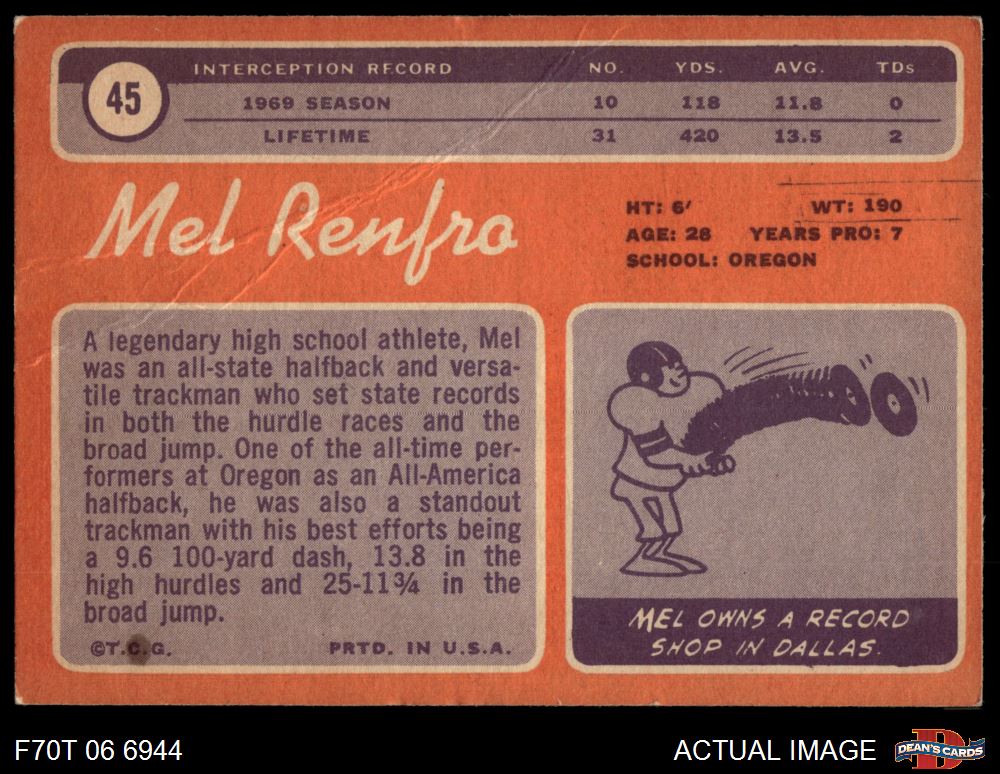 45
INTERCEPTION RECORD NO. YDS. AVG. TDs
1969 SEASON 10 118 11.8 0
LIFETIME 31 420 13.5 2
Mel Renfro
HT: 6' WT: 190
AGE: 28 YEARS PRO: 7
SCHOOL: OREGON
A legendary high school athlete, Mel
was an all-state halfback and versa-
tile trackman who set state records
in both the hurdle races and the
broad jump. One of the all-time per-
formers at Oregon as an All-America
halfback, he was also a standout
trackman with his best efforts being
a 9.6 100-yard dash, 13.8 in the
high hurdles and 25-11¾ in the
broad jump.
©T.C.G. PRTD. IN U.S.A.
MEL OWNS A RECORD
SHOP IN DALLAS.
F70T 06 6944
ACTUAL IMAGE
D
DEAN'S CARDS